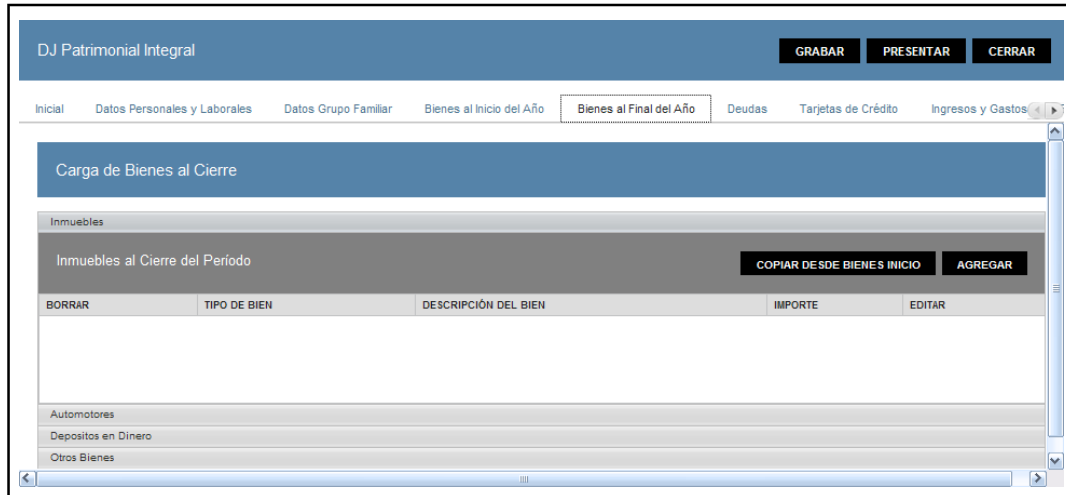 DJ Patrimonial Integral GRABAR PRESENTAR CERRAR
Inicial Datos Personales y Laborales Datos Grupo Familiar Bienes al Inicio del Año Bienes al Final del Año Deudas Tarjetas de Crédito Ingresos y Gastos
Carga de Bienes al Cierre
Inmuebles
Inmuebles al Cierre del Período COPIAR DESDE BIENES INICIO AGREGAR
BORRAR TIPO DE BIEN DESCRIPCIÓN DEL BIEN IMPORTE EDITAR
Automotores
Depositos en Dinero
Otros Bienes